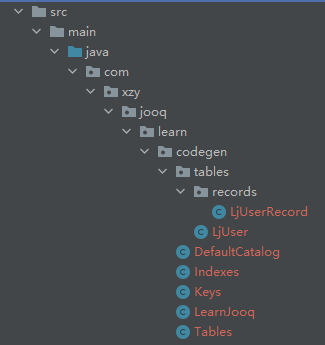 src
main
java
com
xzy
jooq
learn
codegen
tables
records
LjUserRecord
LjUser
DefaultCatalog
Indexes
Keys
LearnJooq
Tables